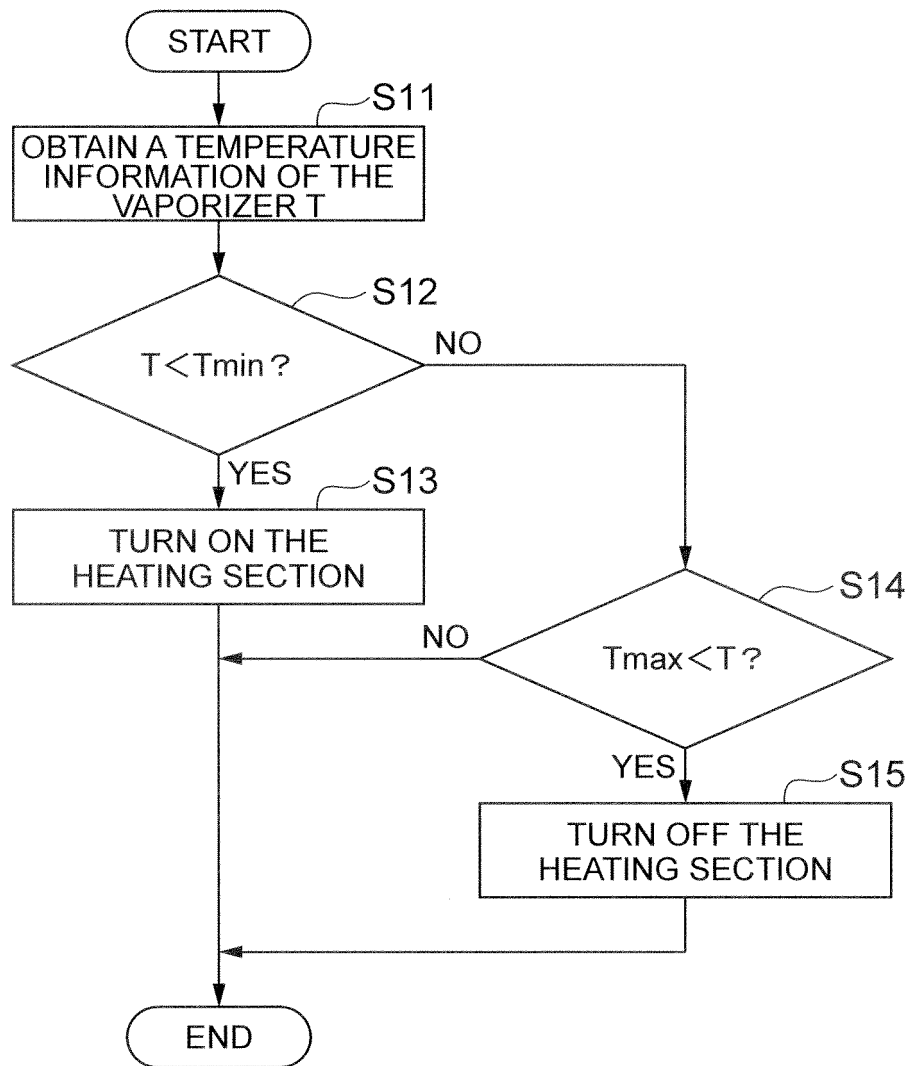 START
S11
OBTAIN A TEMPERATURE
INFORMATION OF THE
VAPORIZER T
S12
T<Tmin?
NO
YES
S13
TURN ON THE
HEATING SECTION
S14
NO
Tmax<T?
YES
S15
TURN OFF THE
HEATING SECTION
END